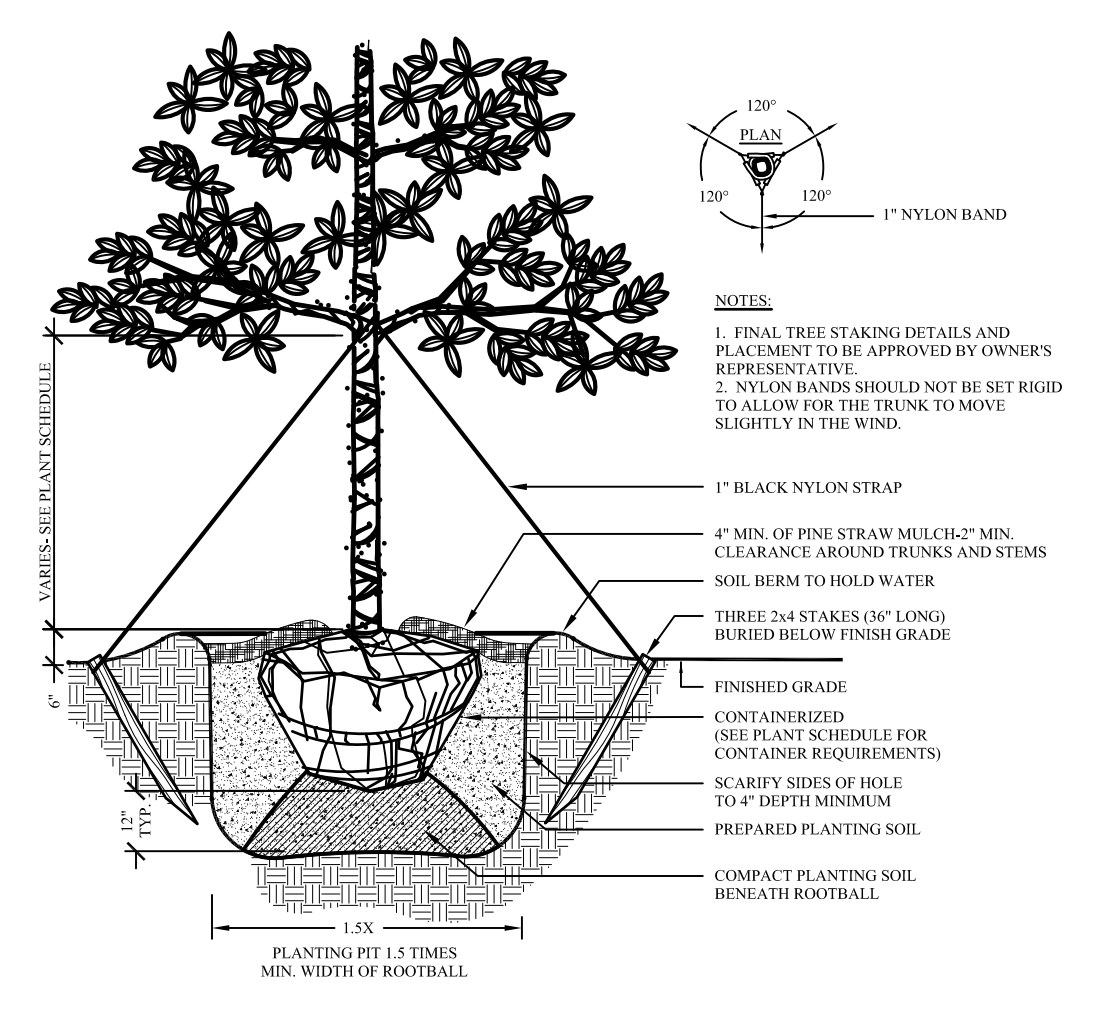 120°
PLAN
120°
120°
1" NYLON BAND
NOTES:
1. FINAL TREE STAKING DETAILS AND
PLACEMENT TO BE APPROVED BY OWNER'S
REPRESENTATIVE.
2. NYLON BANDS SHOULD NOT BE SET RIGID
TO ALLOW FOR THE TRUNK TO MOVE
SLIGHTLY IN THE WIND.
VARIES- SEE PLANT SCHEDULE
1" BLACK NYLON STRAP
4" MIN. OF PINE STRAW MULCH-2" MIN.
CLEARANCE AROUND TRUNKS AND STEMS
SOIL BERM TO HOLD WATER
THREE 2x4 STAKES (36" LONG)
BURIED BELOW FINISH GRADE
6"
FINISHED GRADE
CONTAINERIZED
(SEE PLANT SCHEDULE FOR
CONTAINER REQUIREMENTS)
SCARIFY SIDES OF HOLE
TO 4" DEPTH MINIMUM
12"
TYP.
PREPARED PLANTING SOIL
COMPACT PLANTING SOIL
BENEATH ROOTBALL
1.5X
PLANTING PIT 1.5 TIMES
MIN. WIDTH OF ROOTBALL